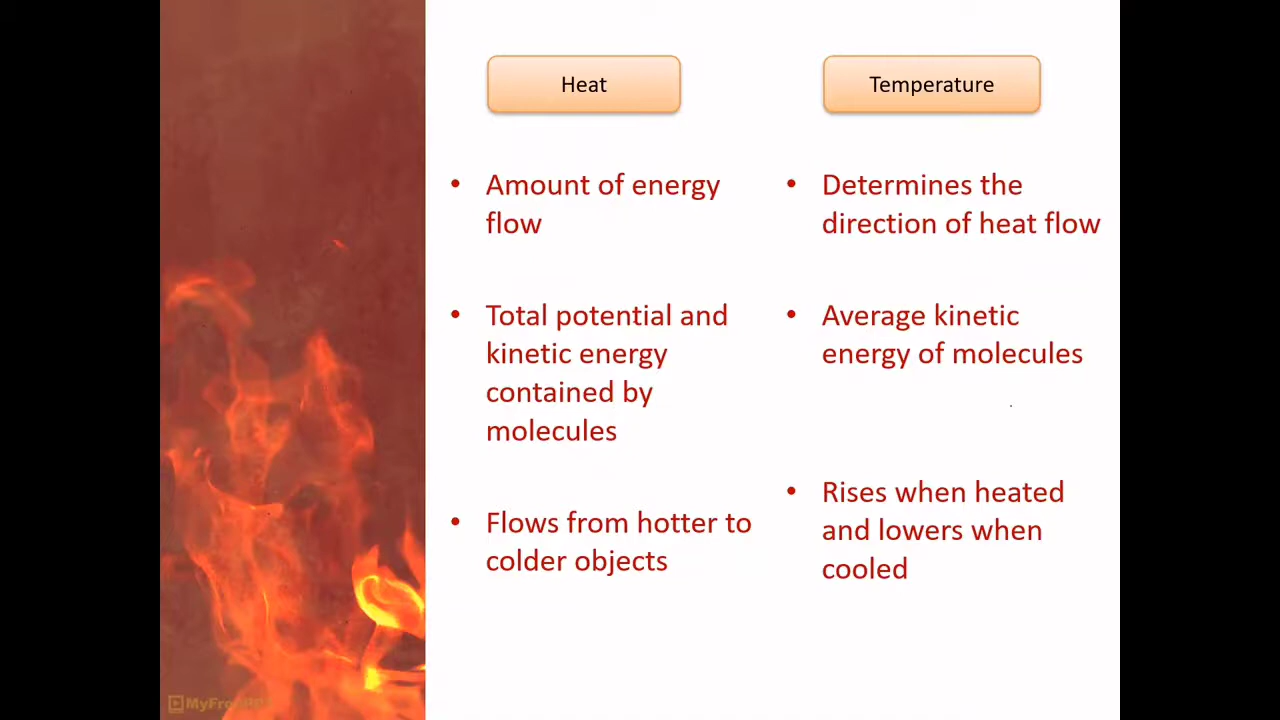 Heat
Temperature
• Amount of energy
flow
• Total potential and
kinetic energy
contained by
molecules
• Flows from hotter to
colder objects
• Determines the
direction of heat flow
• Average kinetic
energy of molecules
• Rises when heated
and lowers when
cooled